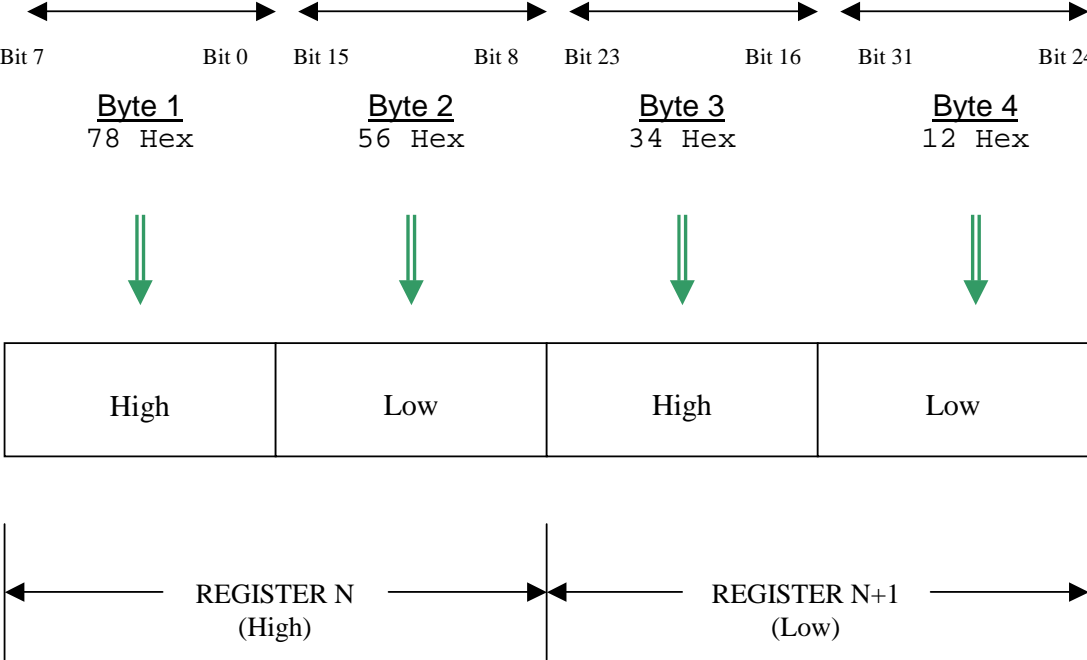 Bit 7 Bit 0 Bit 15 Bit 8 Bit 23 Bit 16 Bit 31 Bit 24
Byte 1 Byte 2 Byte 3 Byte 4
78 Hex 56 Hex 34 Hex 12 Hex
High Low High Low
REGISTER N REGISTER N+1
(High) (Low)